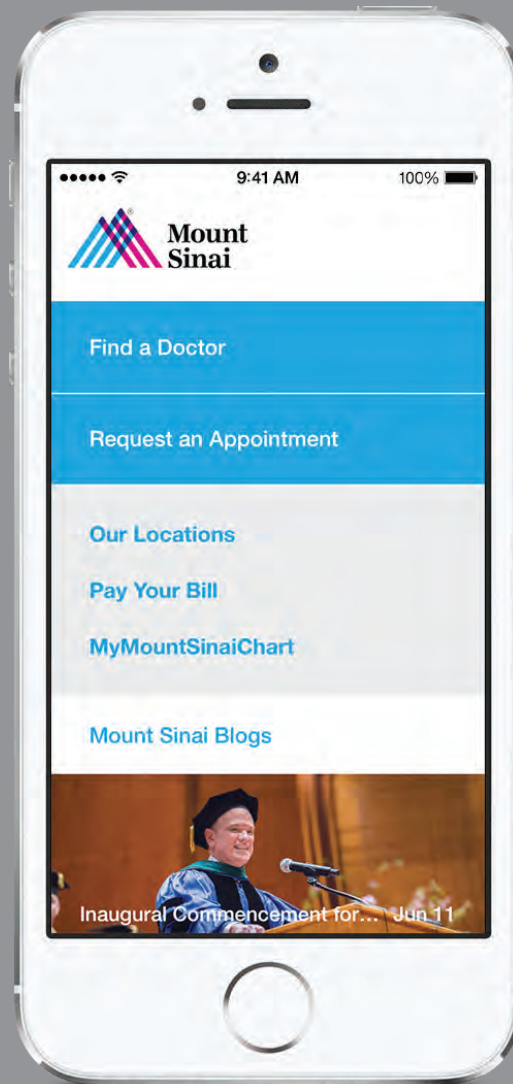 9:41 AM 100%
Mount
Sinai
Find a Doctor
Request an Appointment
Our Locations
Pay Your Bill
MyMountSinaiChart
Mount Sinai Blogs
Inaugural Commencement for... Jun 11